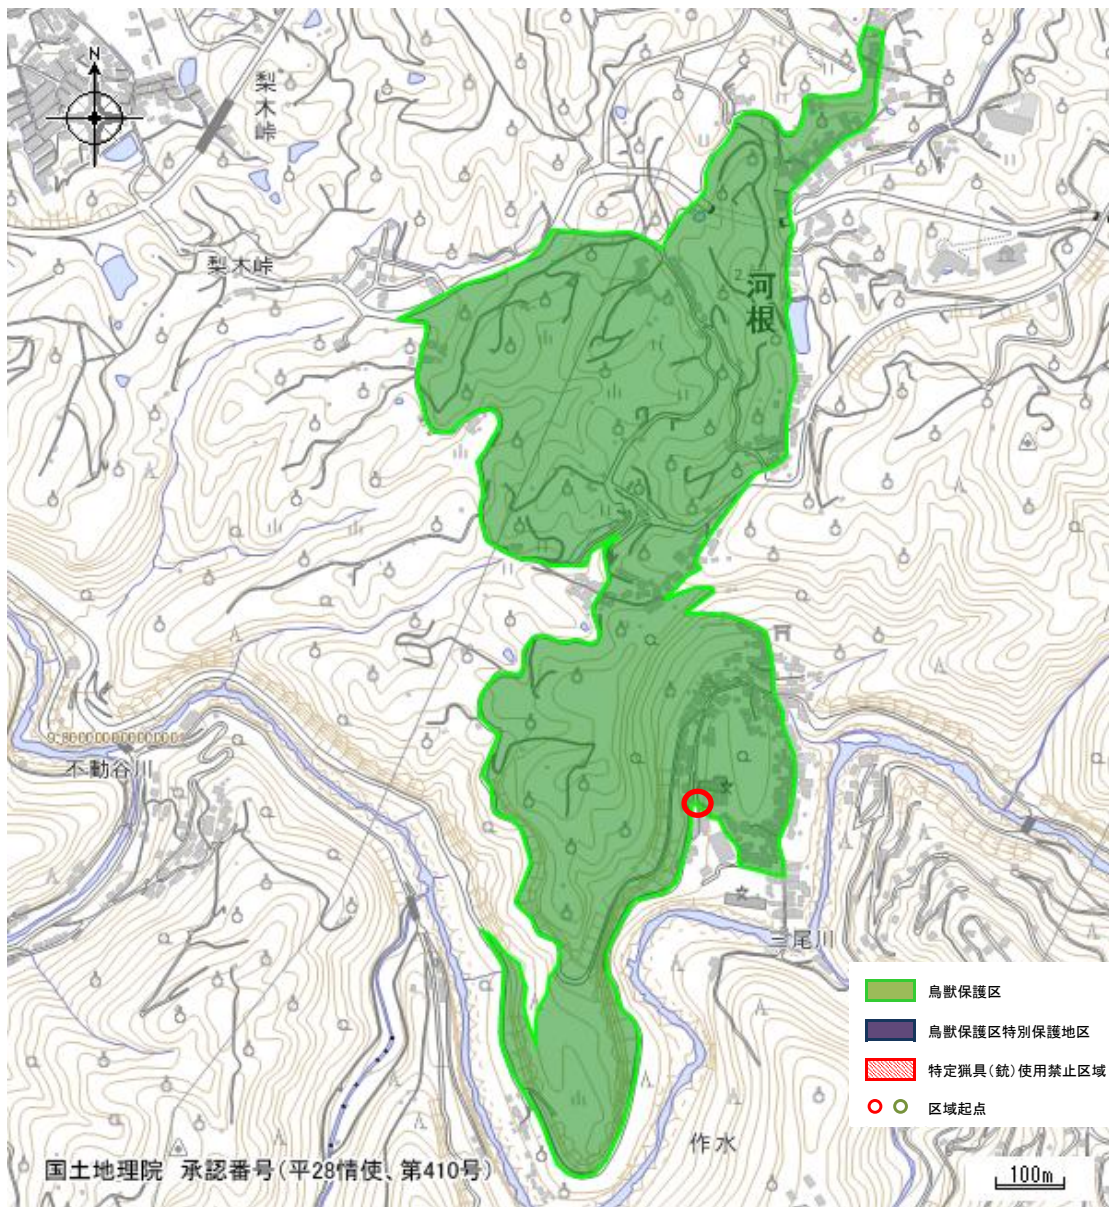 N
梨木峠
梨木峠
河根
2
9.8600000000000001
不動谷川
三尾川
作水
鳥獣保護区
鳥獣保護区特別保護地区
特定猟具(銃)使用禁止区域
区域起点
国土地理院 承認番号(平28情使、第410号)
100m